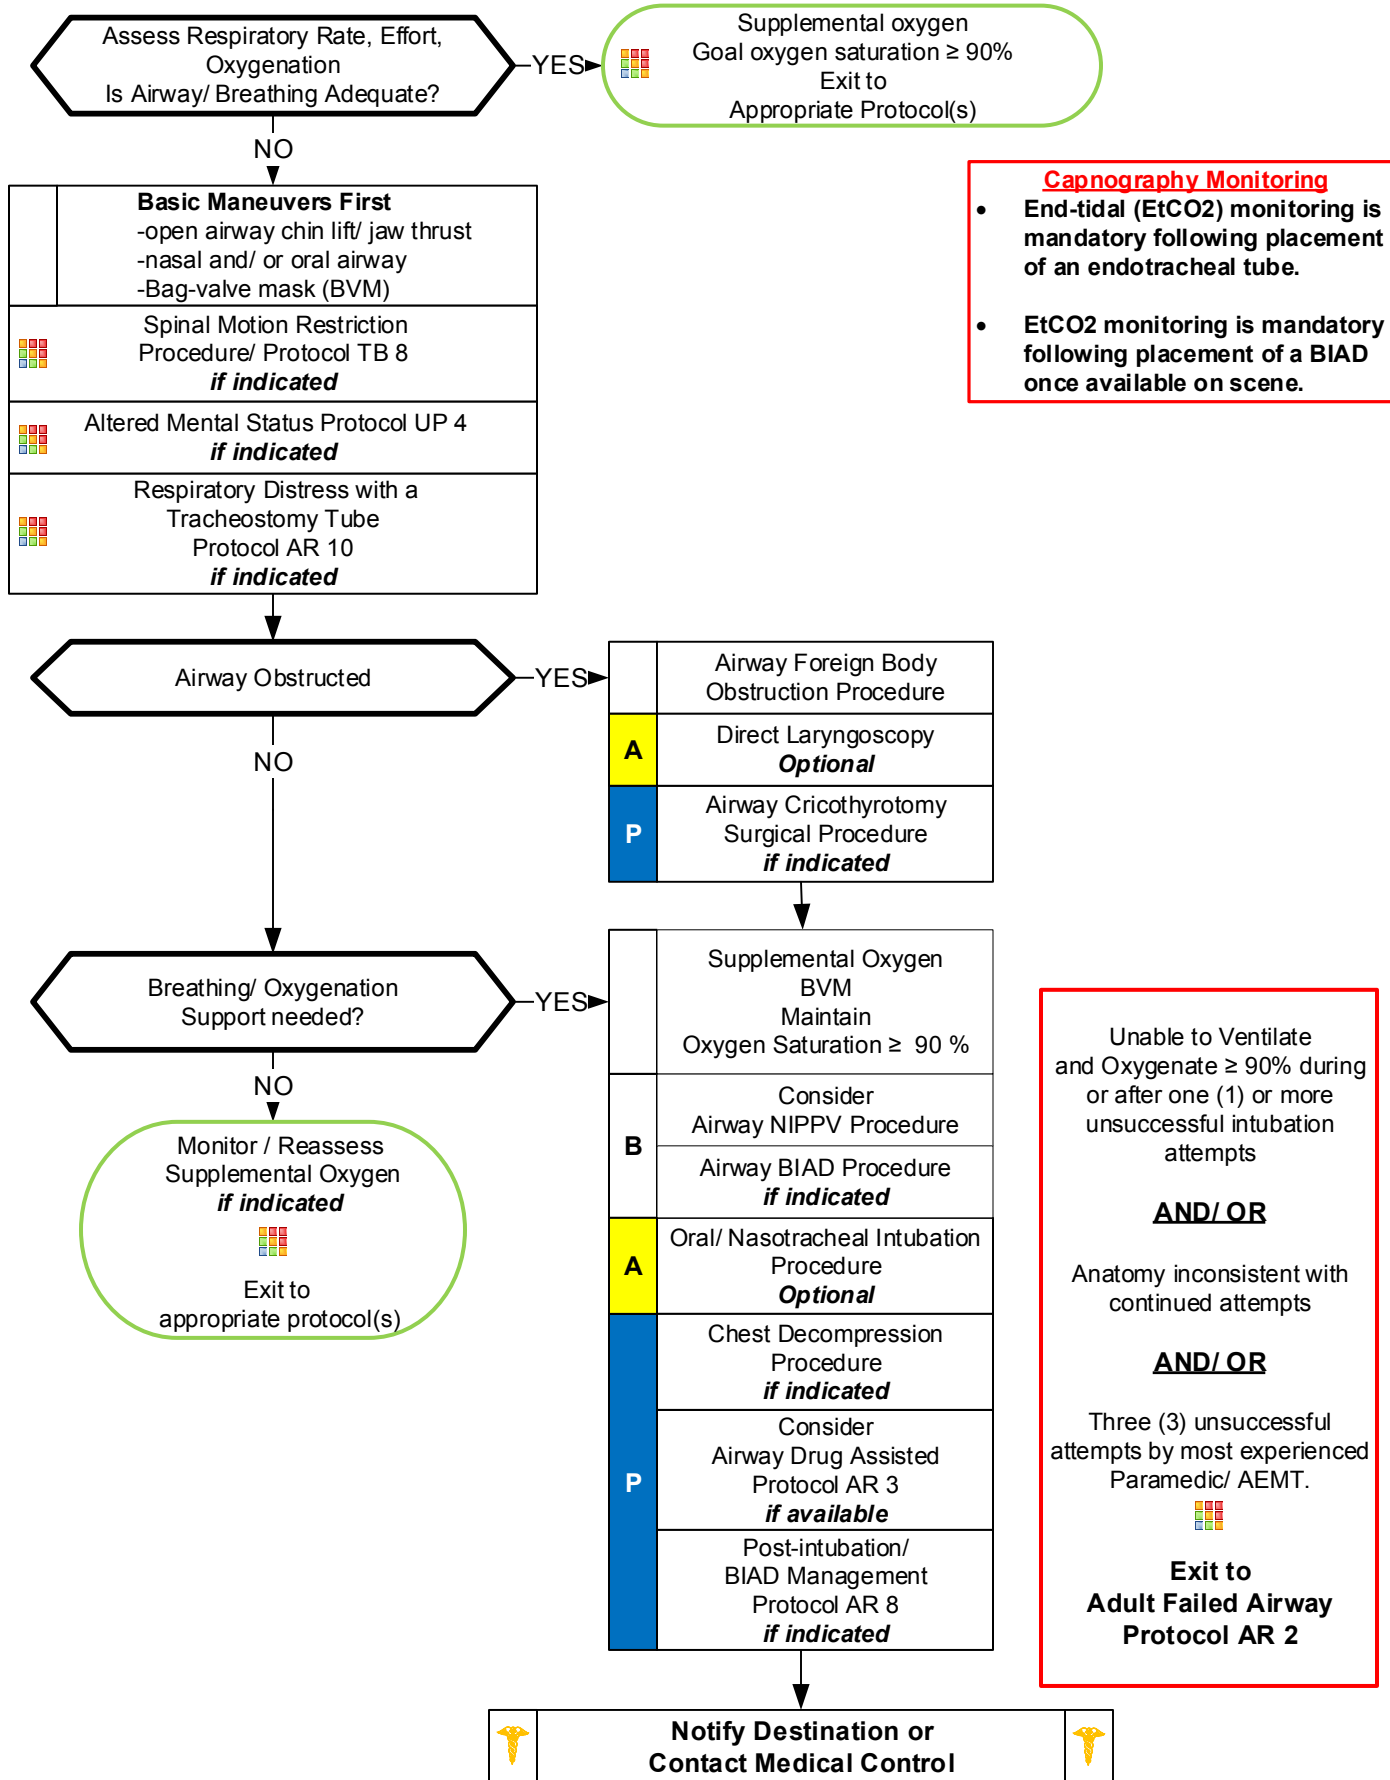 Assess Respiratory Rate, Effort,
Oxygenation
Is Airway/ Breathing Adequate?
YES
Supplemental oxygen
Goal oxygen saturation ≥ 90%
Exit to
Appropriate Protocol(s)
NO
Basic Maneuvers First
-open airway chin lift/ jaw thrust
-nasal and/ or oral airway
-Bag-valve mask (BVM)
Spinal Motion Restriction
Procedure/ Protocol TB 8
if indicated
Altered Mental Status Protocol UP 4
if indicated
Respiratory Distress with a
Tracheostomy Tube
Protocol AR 10
if indicated
Capnography Monitoring
• End-tidal (EtCO2) monitoring is
mandatory following placement
of an endotracheal tube.
• EtCO2 monitoring is mandatory
following placement of a BIAD
once available on scene.
Airway Obstructed
YES
Airway Foreign Body
Obstruction Procedure
A
Direct Laryngoscopy
Optional
P
Airway Cricothyrotomy
Surgical Procedure
if indicated
NO
Breathing/ Oxygenation
Support needed?
YES
Supplemental Oxygen
BVM
Maintain
Oxygen Saturation ≥ 90 %
B
Consider
Airway NIPPV Procedure
Airway BIAD Procedure
if indicated
A
Oral/ Nasotracheal Intubation
Procedure
Optional
P
Chest Decompression
Procedure
if indicated
Consider
Airway Drug Assisted
Protocol AR 3
if available
Post-intubation/
BIAD Management
Protocol AR 8
if indicated
NO
Monitor / Reassess
Supplemental Oxygen
if indicated
Exit to
appropriate protocol(s)
Unable to Ventilate
and Oxygenate ≥ 90% during
or after one (1) or more
unsuccessful intubation
attempts
AND/ OR
Anatomy inconsistent with
continued attempts
AND/ OR
Three (3) unsuccessful
attempts by most experienced
Paramedic/ AEMT.
Exit to
Adult Failed Airway
Protocol AR 2
Notify Destination or
Contact Medical Control